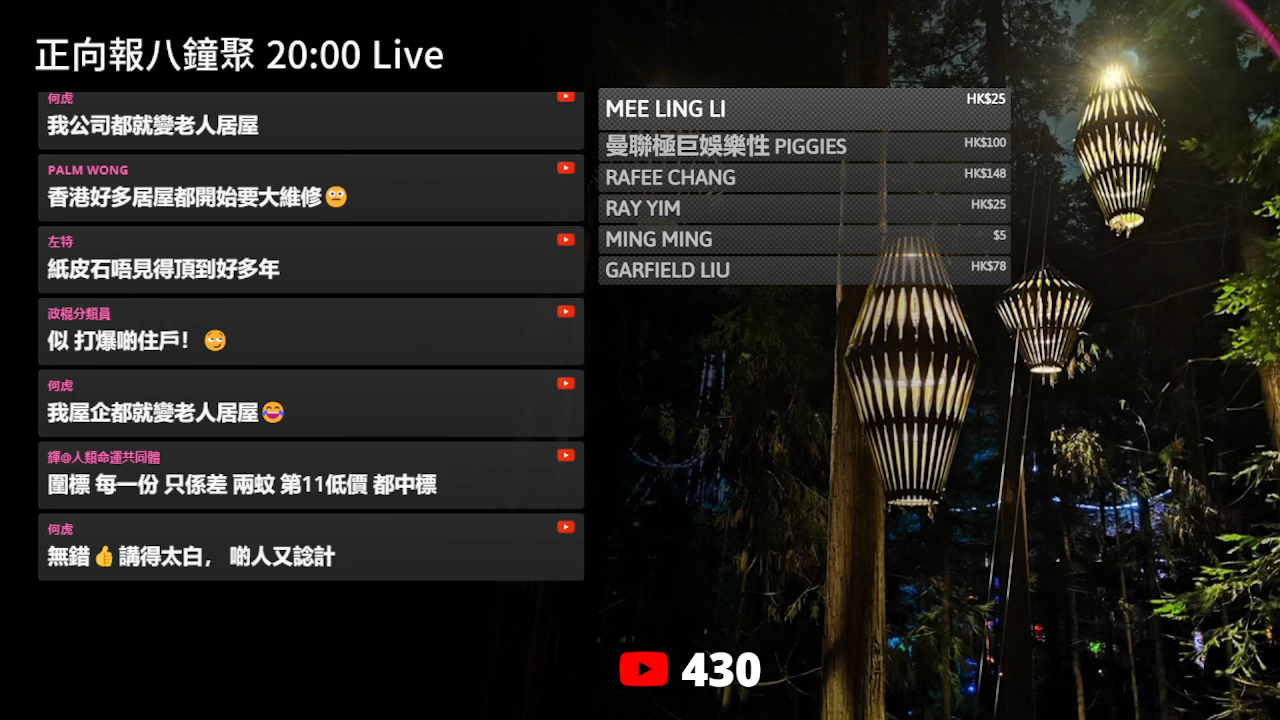 正向報八鐘聚 20:00 Live
何虎
我公司都就變老人居屋
PALM WONG
香港好多居屋都開始要大維修😳
左特
紙皮石唔見得頂到好多年
政棍分類員
似 打爆啲住戶！ 😏
何虎
我屋企都就變老人居屋😂
輝@人類命運共同體
圍標 每一份 只係差 兩蚊 第11低價 都中標
何虎
無錯👍講得太白， 啲人又諗計
MEE LING LI HK$25
曼聯極巨娛樂性 PIGGIES HK$100
RAFEE CHANG HK$148
RAY YIM HK$25
MING MING $5
GARFIELD LIU HK$78
430